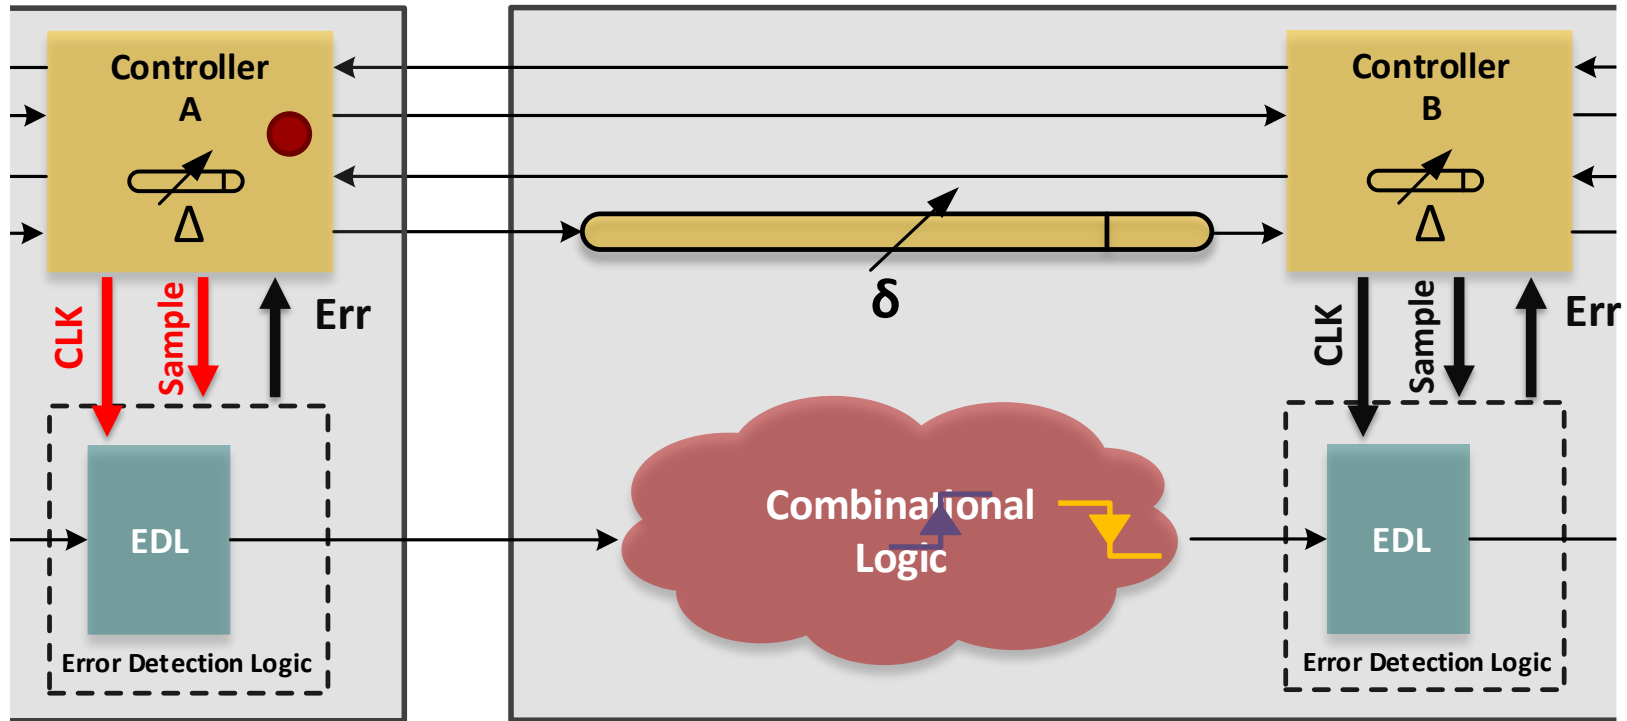 Controller
A
Δ
Controller
B
Δ
δ
CLK
Sample
Err
CLK
Sample
Err
EDL
Error Detection Logic
Combinational
Logic
EDL
Error Detection Logic